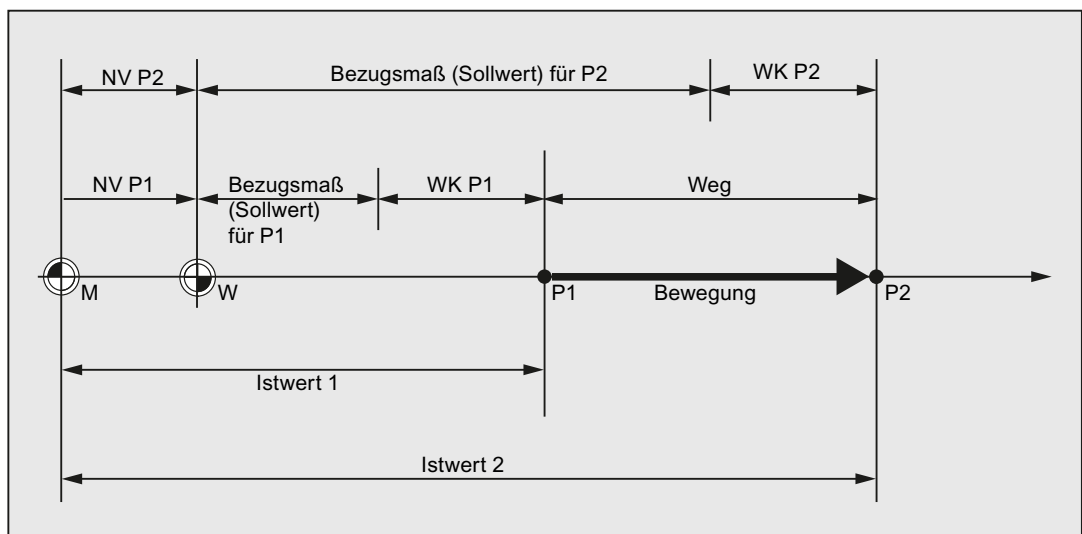 NV P2
Bezugsmaß (Sollwert) für P2
WK P2
NV P1
Bezugsmaß
(Sollwert)
für P1
WK P1
Weg
M
W
P1
Bewegung
P2
Istwert 1
Istwert 2